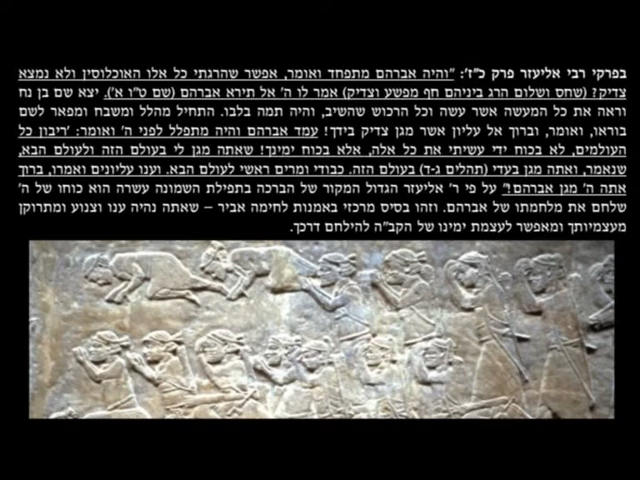 בפרקי רבי אליעזר פרק כ"ז': "והיה אברהם מתפחד ואומר, אפשר שהרגתי כל אלו האוכלוסין ולא נמצא
צדיק? (שחס ושלום הרג ביניהם חף מפשע וצדיק) אמר לו ה' אל תירא אברהם (שם ט"ו א'). יצא שם בן נח
וראה את כל המעשה אשר עשה וכל הרכוש שהשיב, והיה תמה בלבו. התחיל מהלל ומשבח ומפאר לשם
בוראו, ואומר, וברוך אל עליון אשר מגן צדיק בידך! עמד אברהם והיה מתפלל לפני ה' ואומר: 'ריבון כל
העולמים, לא בכוח ידי עשיתי את כל אלה, אלא בכוח ימינך! שאתה מגן לי בעולם הזה ולעולם הבא,
שנאמר, ואתה מגן בעדי (תהלים ג-ד) בעולם הזה. כבודי ומרים ראשי לעולם הבא. וענו עליונים ואמרו, ברוך
אתה ה' מגן אברהם!" על פי ר' אליעזר הגדול המקור של הברכה בתפילת השמונה עשרה הוא כוחו של ה'
שלחם את מלחמתו של אברהם. וזהו בסיס מרכזי באמנות לחימה אביר – שאתה נהיה ענו וצנוע ומתרוקן
מעצמיותך ומאפשר לעצמת ימינו של הקב"ה להילחם דרכך.